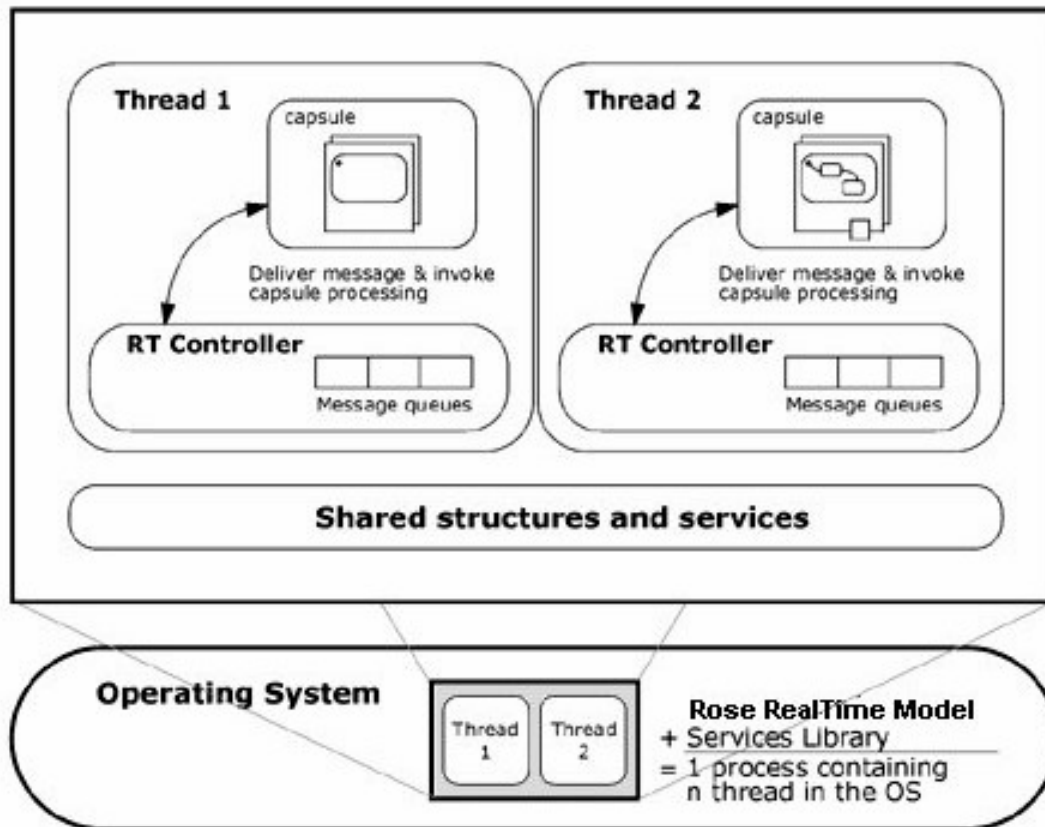 Thread 1
capsule
Deliver message & invoke
capsule processing
RT Controller
Message queues
Thread 2
capsule
Deliver message & invoke
capsule processing
RT Controller
Message queues
Shared structures and services
Operating System
Thread
1
Thread
2
Rose RealTime Model
+ Services Library
= 1 process containing
n thread in the OS